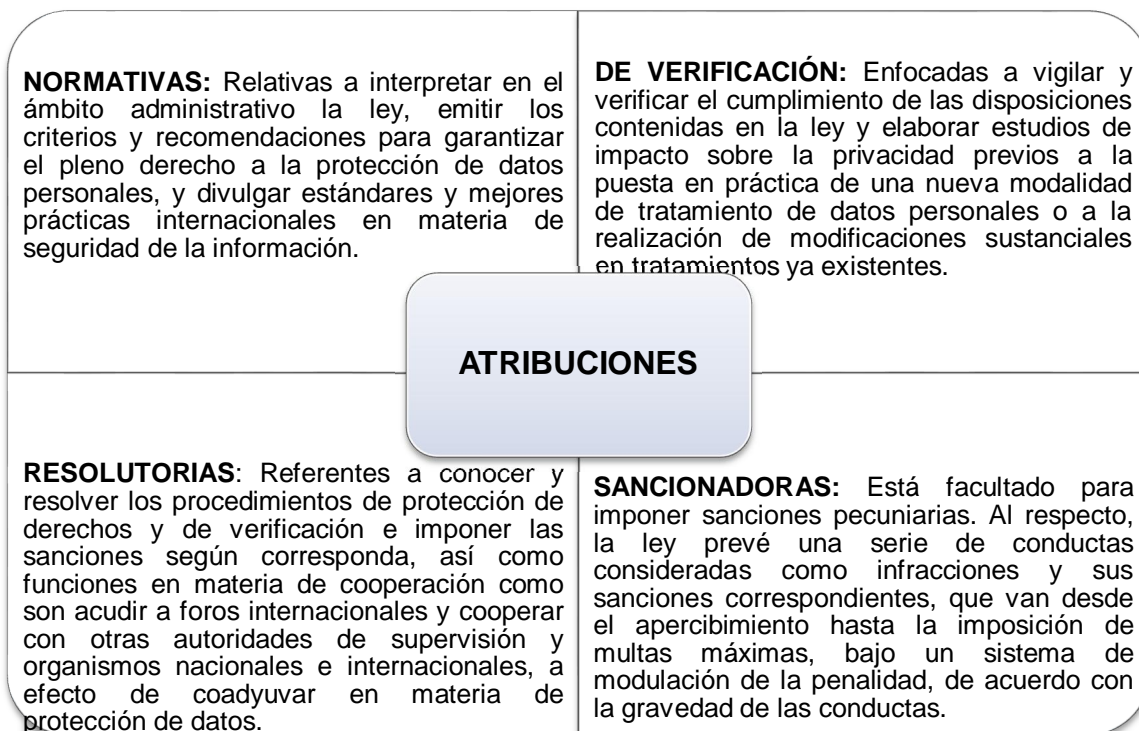 NORMATIVAS: Relativas a interpretar en el
ámbito administrativo la ley, emitir los
criterios y recomendaciones para garantizar
el pleno derecho a la protección de datos
personales, y divulgar estándares y mejores
prácticas internacionales en materia de
seguridad de la información.
DE VERIFICACIÓN: Enfocadas a vigilar y
verificar el cumplimiento de las disposiciones
contenidas en la ley y elaborar estudios de
impacto sobre la privacidad previos a la
puesta en práctica de una nueva modalidad
de tratamiento de datos personales o a la
realización de modificaciones sustanciales
en tratamientos ya existentes.
ATRIBUCIONES
RESOLUTORIAS: Referentes a conocer y
resolver los procedimientos de protección de
derechos y de verificación e imponer las
sanciones según corresponda, así como
funciones en materia de cooperación como
son acudir a foros internacionales y cooperar
con otras autoridades de supervisión y
organismos nacionales e internacionales, a
efecto de coadyuvar en materia de
protección de datos.
SANCIONADORAS: Está facultado para
imponer sanciones pecuniarias. Al respecto,
la ley prevé una serie de conductas
consideradas como infracciones y sus
sanciones correspondientes, que van desde
el apercibimiento hasta la imposición de
multas máximas, bajo un sistema de
modulación de la penalidad, de acuerdo con
la gravedad de las conductas.